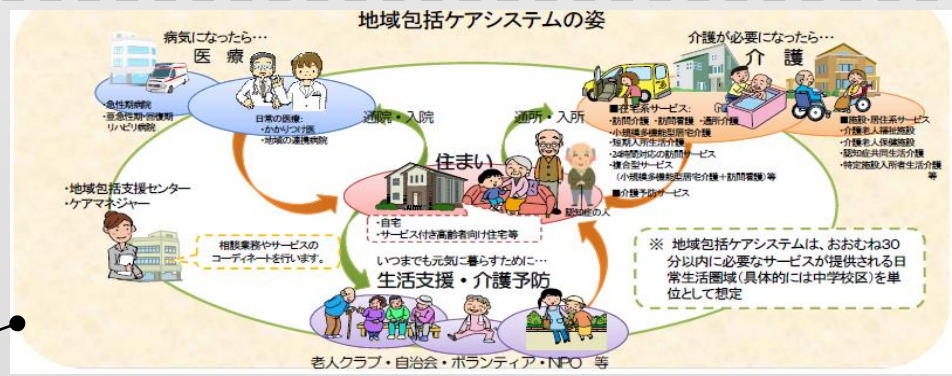 地域包括ケアシステムの姿
病気になったら…
医 療
・急性期病院
・亜急性期・回復期
リハビリ病院
日常の医療:
・かかりつけ医
・地域の連携病院
通院・入院
通所・入所
介護が必要になったら…
介 護
■在宅系サービス:
・訪問介護・訪問看護・通所介護
・小規模多機能型居宅介護
・短期入所生活介護
・24時間対応の訪問サービス
・複合型サービス
(小規模多機能型居宅介護+訪問看護)等
■介護予防サービス
■施設・居住系サービス
・介護老人福祉施設
・介護老人保健施設
・認知症共同生活介護
・特定施設入所者生活介護
等
住まい
・自宅
・サービス付き高齢者向け住宅等
認知症の人
・地域包括支援センター
・ケアマネジャー
相談業務やサービスの
コーディネートを行います。
いつまでも元気に暮らすために…
生活支援・介護予防
老人クラブ・自治会・ボランティア・NPO 等
※ 地域包括ケアシステムは、おおむね30
分以内に必要なサービスが提供される日
常生活圏域(具体的には中学校区)を単
位として想定